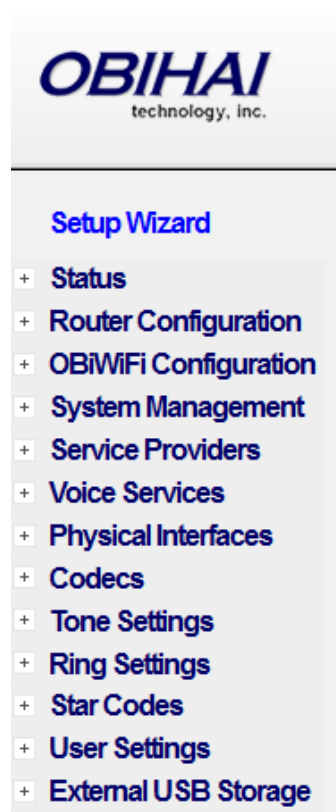 OBIHAI
technology, inc.
Setup Wizard
Status
Router Configuration
OBiWiFi Configuration
System Management
Service Providers
Voice Services
Physical Interfaces
Codecs
Tone Settings
Ring Settings
Star Codes
User Settings
External USB Storage